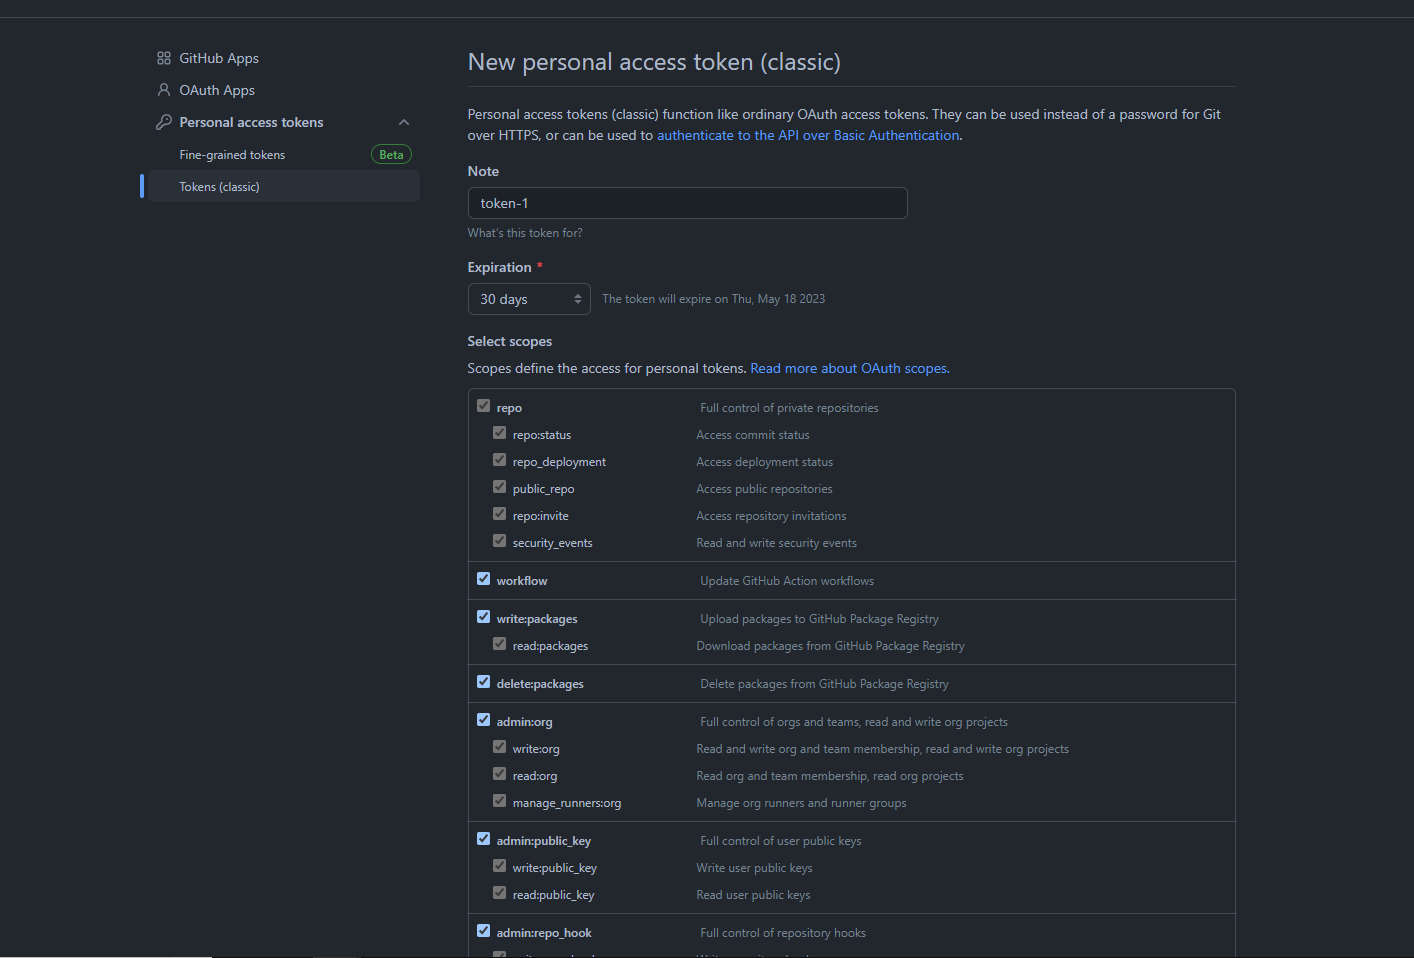 GitHub Apps
OAuth Apps
Personal access tokens
Fine-grained tokens Beta
Tokens (classic)
New personal access token (classic)
Personal access tokens (classic) function like ordinary OAuth access tokens. They can be used instead of a password for Git
over HTTPS, or can be used to authenticate to the API over Basic Authentication.
Note
token-1
What's this token for?
Expiration *
30 days The token will expire on Thu, May 18 2023
Select scopes
Scopes define the access for personal tokens. Read more about OAuth scopes.
repo Full control of private repositories
repo:status Access commit status
repo_deployment Access deployment status
public_repo Access public repositories
repo:invite Access repository invitations
security_events Read and write security events
workflow Update GitHub Action workflows
write:packages Upload packages to GitHub Package Registry
read:packages Download packages from GitHub Package Registry
delete:packages Delete packages from GitHub Package Registry
admin:org Full control of orgs and teams, read and write org projects
write:org Read and write org and team membership, read and write org projects
read:org Read org and team membership, read org projects
manage_runners:org Manage org runners and runner groups
admin:public_key Full control of user public keys
write:public_key Write user public keys
read:public_key Read user public keys
admin:repo_hook Full control of repository hooks